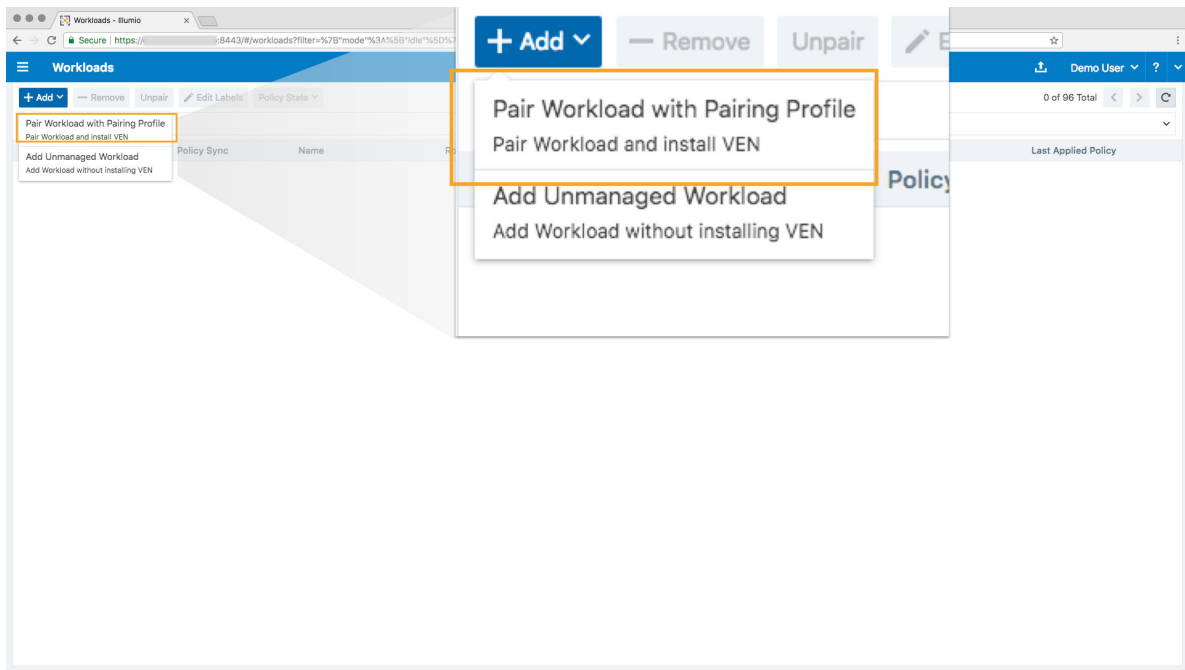 Workloads - Illumio
Secure https:// :8443/#/workloads?filter=%7B"mode"%3A%5B"Idle"%5D%7
Workloads
Demo User
?
+ Add
— Remove
Unpair
Edit Labels
Policy State
0 of 96 Total
Pair Workload with Pairing Profile
Pair Workload and install VEN
Add Unmanaged Workload
Add Workload without installing VEN
Policy Sync
Name
Last Applied Policy
+ Add
— Remove
Unpair
E
Pair Workload with Pairing Profile
Pair Workload and install VEN
Add Unmanaged Workload
Add Workload without installing VEN
Policy